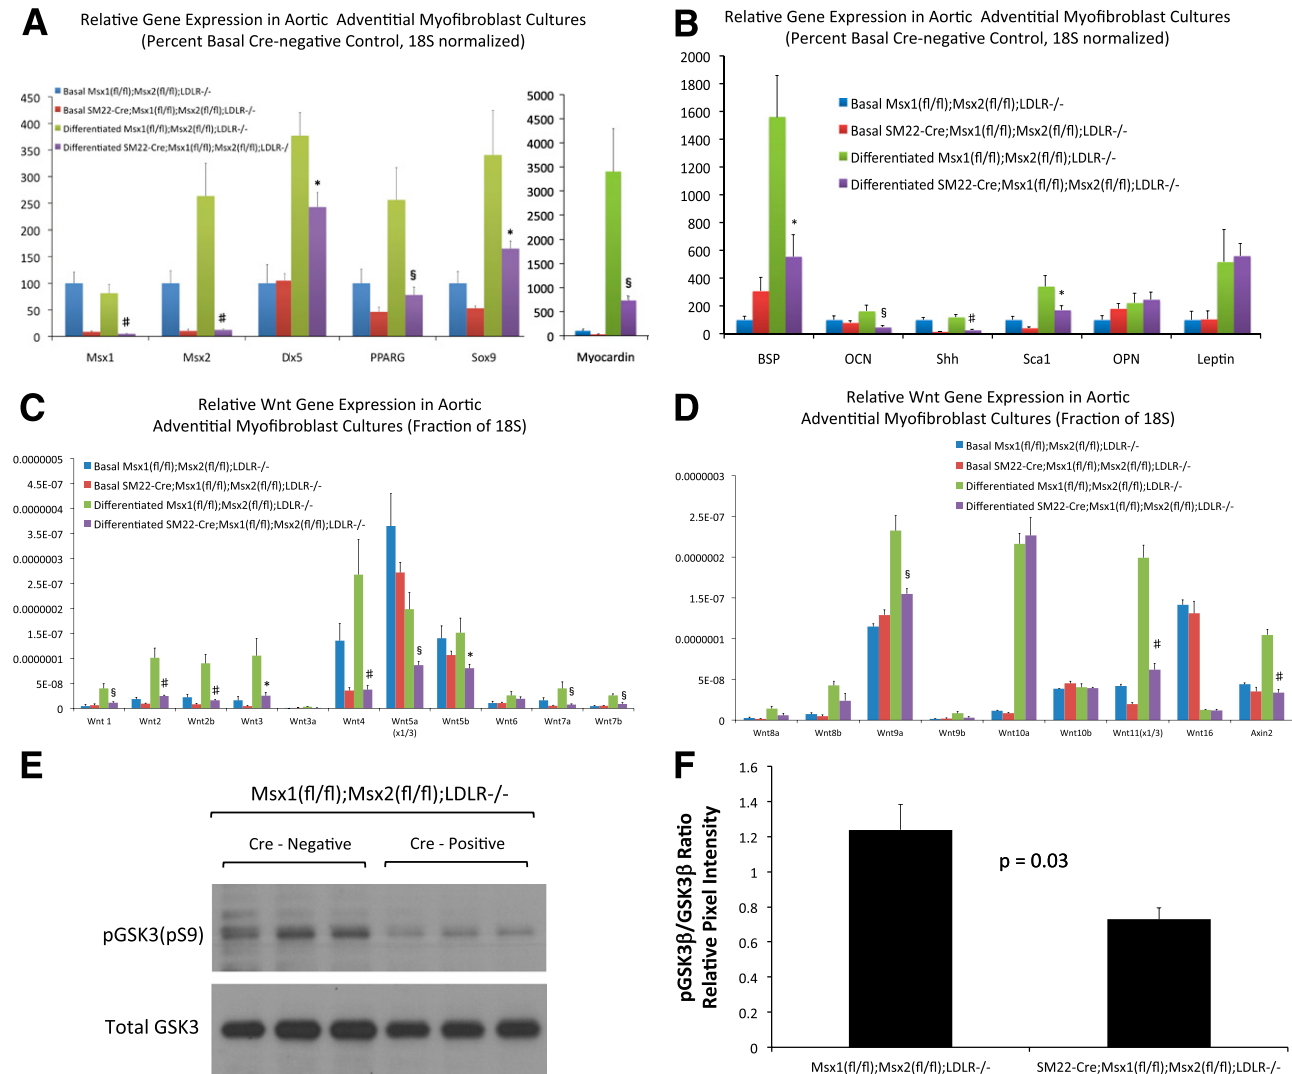 A
Relative Gene Expression in Aortic Adventitial Myofibroblast Cultures
(Percent Basal Cre-negative Control, 18S normalized)
Basal Msx1(fl/fl);Msx2(fl/fl);LDLR-/-
Basal SM22-Cre;Msx1(fl/fl);Msx2(fl/fl);LDLR-/-
Differentiated Msx1(fl/fl);Msx2(fl/fl);LDLR-/-
Differentiated SM22-Cre;Msx1(fl/fl);Msx2(fl/fl);LDLR-/
450
400
350
300
250
200
150
100
50
0
# # * § *
Msx1 Msx2 Dx5 PPARG Sox9
5000
4500
4000
3500
3000
2500
2000
1500
1000
500
0
§
Myocardin
B
Relative Gene Expression in Aortic Adventitial Myofibroblast Cultures
(Percent Basal Cre-negative Control, 18S normalized)
2000
1800
1600
1400
1200
1000
800
600
400
200
0
Basal Msx1(fl/fl);Msx2(fl/fl);LDLR-/-
Basal SM22-Cre;Msx1(fl/fl);Msx2(fl/fl);LDLR-/-
Differentiated Msx1(fl/fl);Msx2(fl/fl);LDLR-/-
Differentiated SM22-Cre;Msx1(fl/fl);Msx2(fl/fl);LDLR-/-
* § # *
BSP OCN Shh Sca1 OPN Leptin
C
Relative Wnt Gene Expression in Aortic
Adventitial Myofibroblast Cultures (Fraction of 18S)
0.0000005
4.5E-07
0.0000004
3.5E-07
0.0000003
2.5E-07
0.0000002
1.5E-07
0.0000001
5E-08
0
Basal Msx1(fl/fl);Msx2(fl/fl);LDLR-/-
Basal SM22-Cre;Msx1(fl/fl);Msx2(fl/fl);LDLR-/-
Differentiated Msx1(fl/fl);Msx2(fl/fl);LDLR-/-
Differentiated SM22-Cre;Msx1(fl/fl);Msx2(fl/fl);LDLR-/-
§ # # * # § * § §
Wnt 1 Wnt2 Wnt2b Wnt3 Wnt3a Wnt4 Wnt5a Wnt5b Wnt6 Wnt7a Wnt7b
(x1/3)
D
Relative Wnt Gene Expression in Aortic
Adventitial Myofibroblast Cultures (Fraction of 18S)
Basal Msx1(fl/fl);Msx2(fl/fl);LDLR-/-
Basal SM22-Cre;Msx1(fl/fl);Msx2(fl/fl);LDLR-/-
Differentiated Msx1(fl/fl);Msx2(fl/fl);LDLR-/-
Differentiated SM22-Cre;Msx1(fl/fl);Msx2(fl/fl);LDLR-/-
0.0000003
2.5E-07
0.0000002
1.5E-07
0.0000001
5E-08
0
§ # #
Wnt8a Wnt8b Wnt9a Wnt9b Wnt10a Wnt10b Wnt11(x1/3) Wnt16 Axin2
E
Msx1(fl/fl);Msx2(fl/fl);LDLR-/-
Cre - Negative Cre - Positive
pGSK3(pS9)
Total GSK3
F
pGSK3β/GSK3β Ratio
Relative Pixel Intensity
1.6
1.4
1.2
1
0.8
0.6
0.4
0.2
0
p = 0.03
Msx1(fl/fl);Msx2(fl/fl);LDLR-/- SM22-Cre;Msx1(fl/fl);Msx2(fl/fl);LDLR-/-